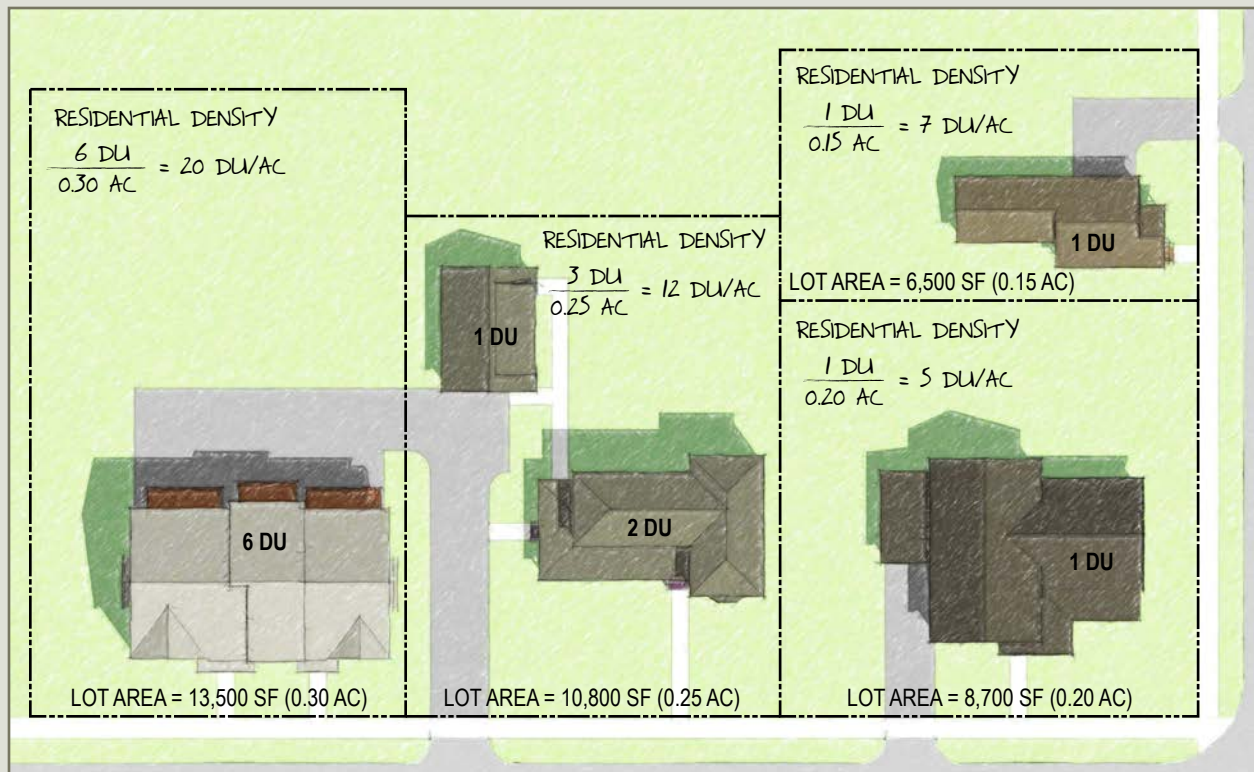 RESIDENTIAL DENSITY
6 DU
0.30 AC
= 20 DU/AC
6 DU
LOT AREA = 13,500 SF (0.30 AC)
RESIDENTIAL DENSITY
3 DU
0.25 AC
= 12 DU/AC
1 DU
2 DU
LOT AREA = 10,800 SF (0.25 AC)
RESIDENTIAL DENSITY
1 DU
0.15 AC
= 7 DU/AC
1 DU
LOT AREA = 6,500 SF (0.15 AC)
RESIDENTIAL DENSITY
1 DU
0.20 AC
= 5 DU/AC
1 DU
LOT AREA = 8,700 SF (0.20 AC)